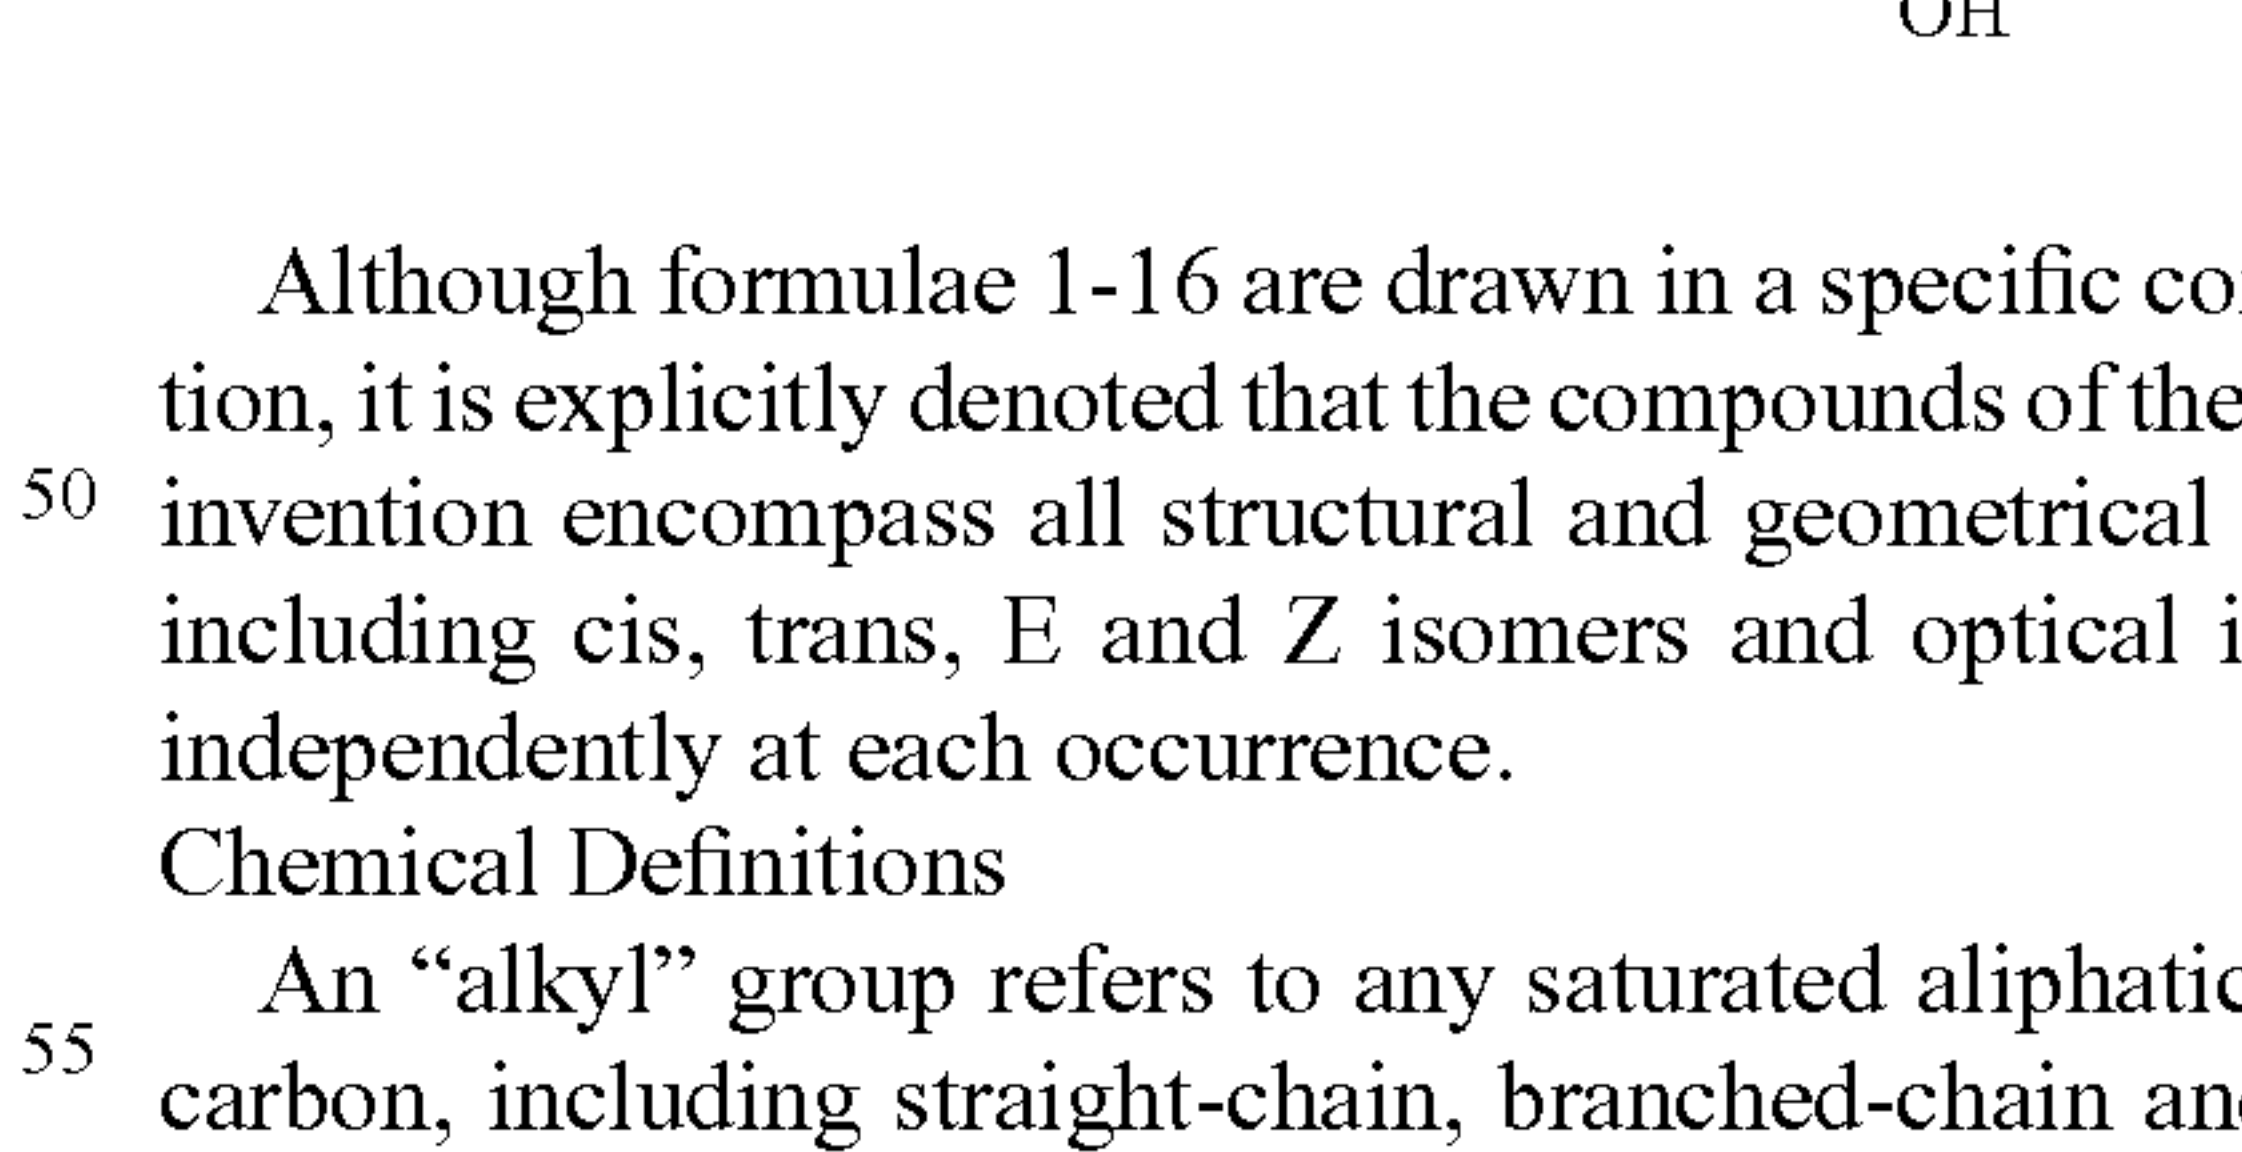 OH
Although formulae 1-16 are drawn in a specific
tion, it is explicitly denoted that the compounds of the
50 invention encompass all structural and geometrical
including cis, trans, E and Z isomers and optical
independently at each occurrence.
Chemical Definitions
An “alkyl” group refers to any saturated aliphatic
55
carbon, including straight-chain, branched-chain